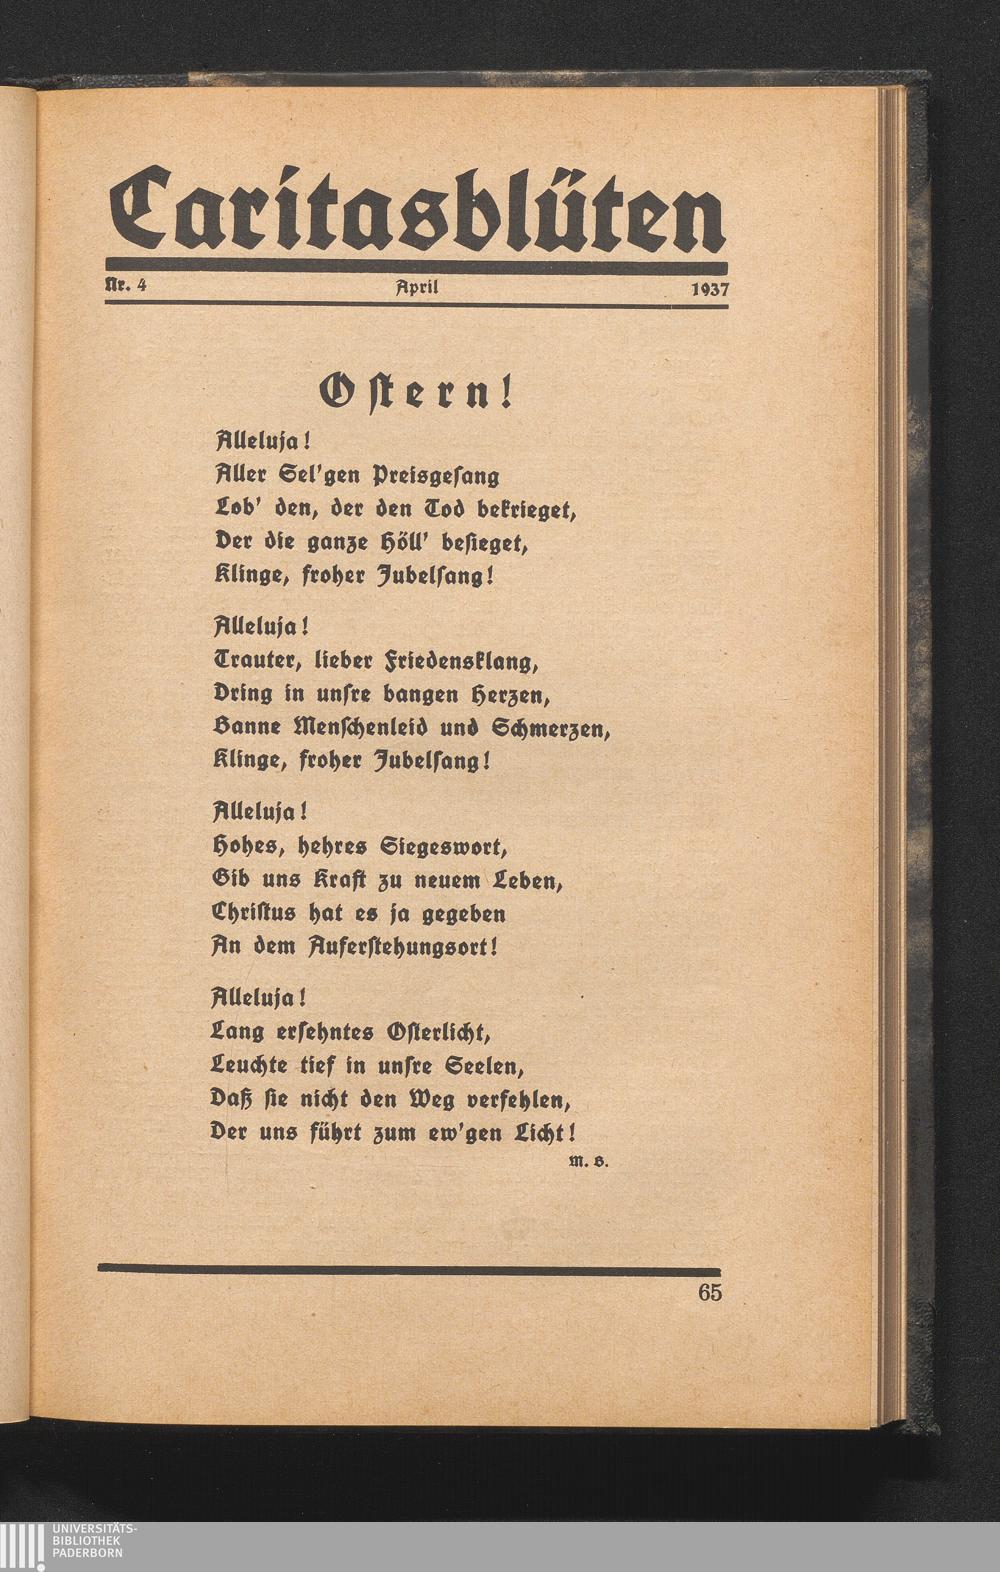 Caritasblüten
Nr. 4 April 1937
Ostern!
Alleluja!
Aller Sel'gen Preisgesang
Lob' den, der den Tod bekrieget,
Der die ganze Höll' besieget,
Klinge, froher Jubelsang!
Alleluja!
Trauter, lieber Friedensklang,
Dring in unsre bangen Herzen,
Banne Menschenleid und Schmerzen,
Klinge, froher Jubelsang!
Alleluja!
Hohes, hehres Siegeswort,
Gib uns Kraft zu neuem Leben,
Christus hat es ja gegeben
An dem Auferstehungsort!
Alleluja!
Lang ersehntes Osterlicht,
Leuchte tief in unsre Seelen,
Daß sie nicht den Weg verfehlen,
Der uns führt zum ew'gen Licht!
M. B.
65
UNIVERSITÄTS-
BIBLIOTHEK
PADERBORN